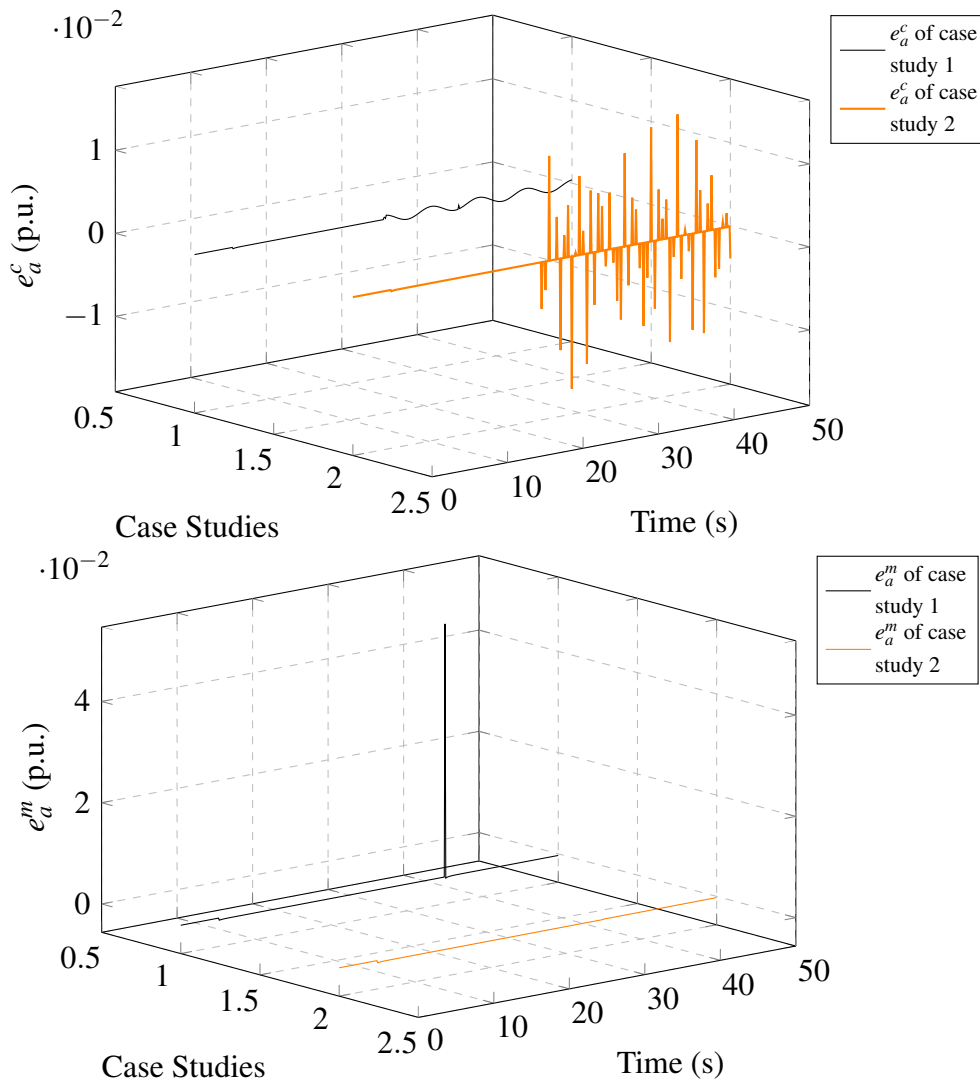 ·10⁻²
e_a^c of case
study 1
e_a^c of case
study 2
1
0
−1
e_a^c (p.u.)
0.5
1
1.5
2
2.5
0
10
20
30
40
50
Case Studies
Time (s)
·10⁻²
e_a^m of case
study 1
e_a^m of case
study 2
4
2
0
e_a^m (p.u.)
0.5
1
1.5
2
2.5
0
10
20
30
40
50
Case Studies
Time (s)